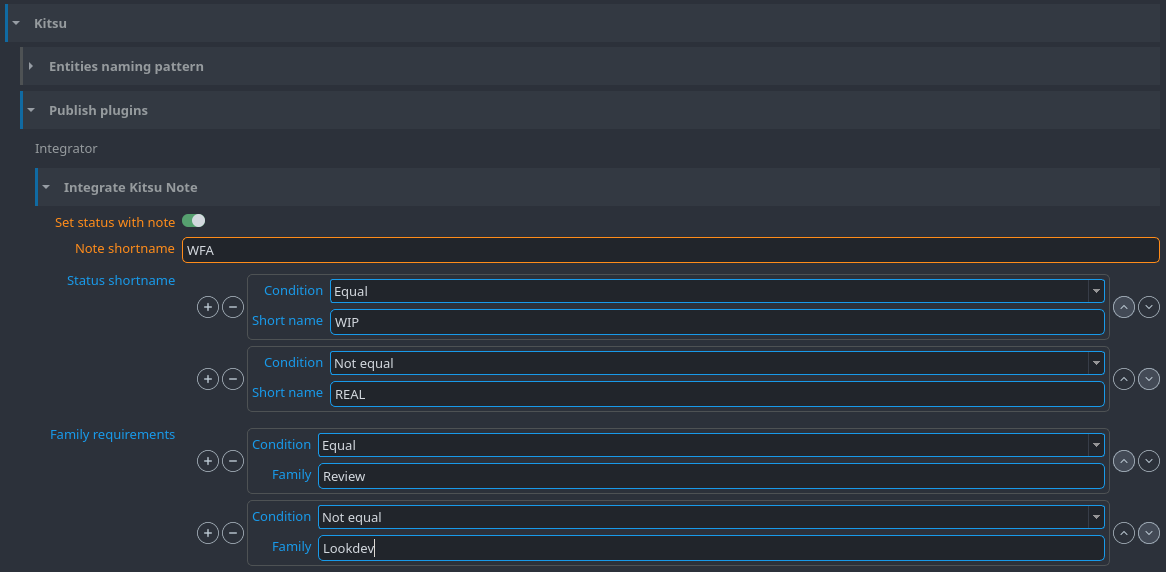 Kitsu
Entities naming pattern
Publish plugins
Integrator
Integrate Kitsu Note
Set status with note
Note shortname WFA
Status shortname
Condition Equal
Short name WIP
Condition Not equal
Short name REAL
Family requirements
Condition Equal
Family Review
Condition Not equal
Family Lookdev